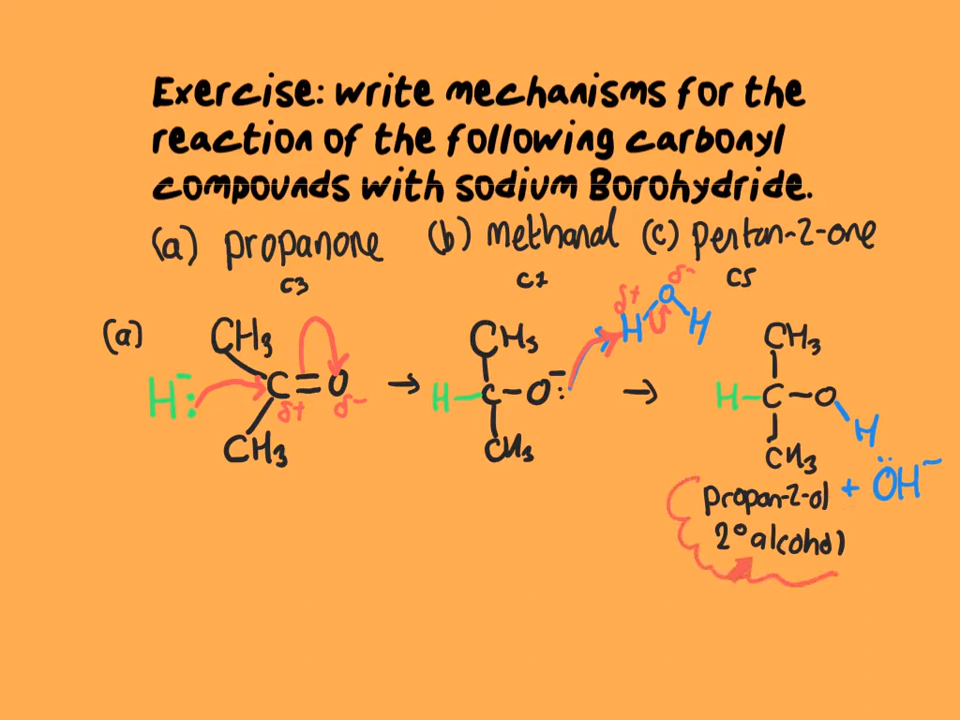 Exercise: write mechanisms for the
reaction of the following carbonyl
compounds with sodium Borohydride.
(a) propanone (b) methanal (c) pentan-2-one
C3 C1 C5
(a) H⁻: CH3 C=O CH3 δ+ δ- → CH3 H-C-O⁻: CH3 δ+ H O δ- H → CH3 H-C-O H CH3
propan-2-ol + ÖH⁻
2° alcohol